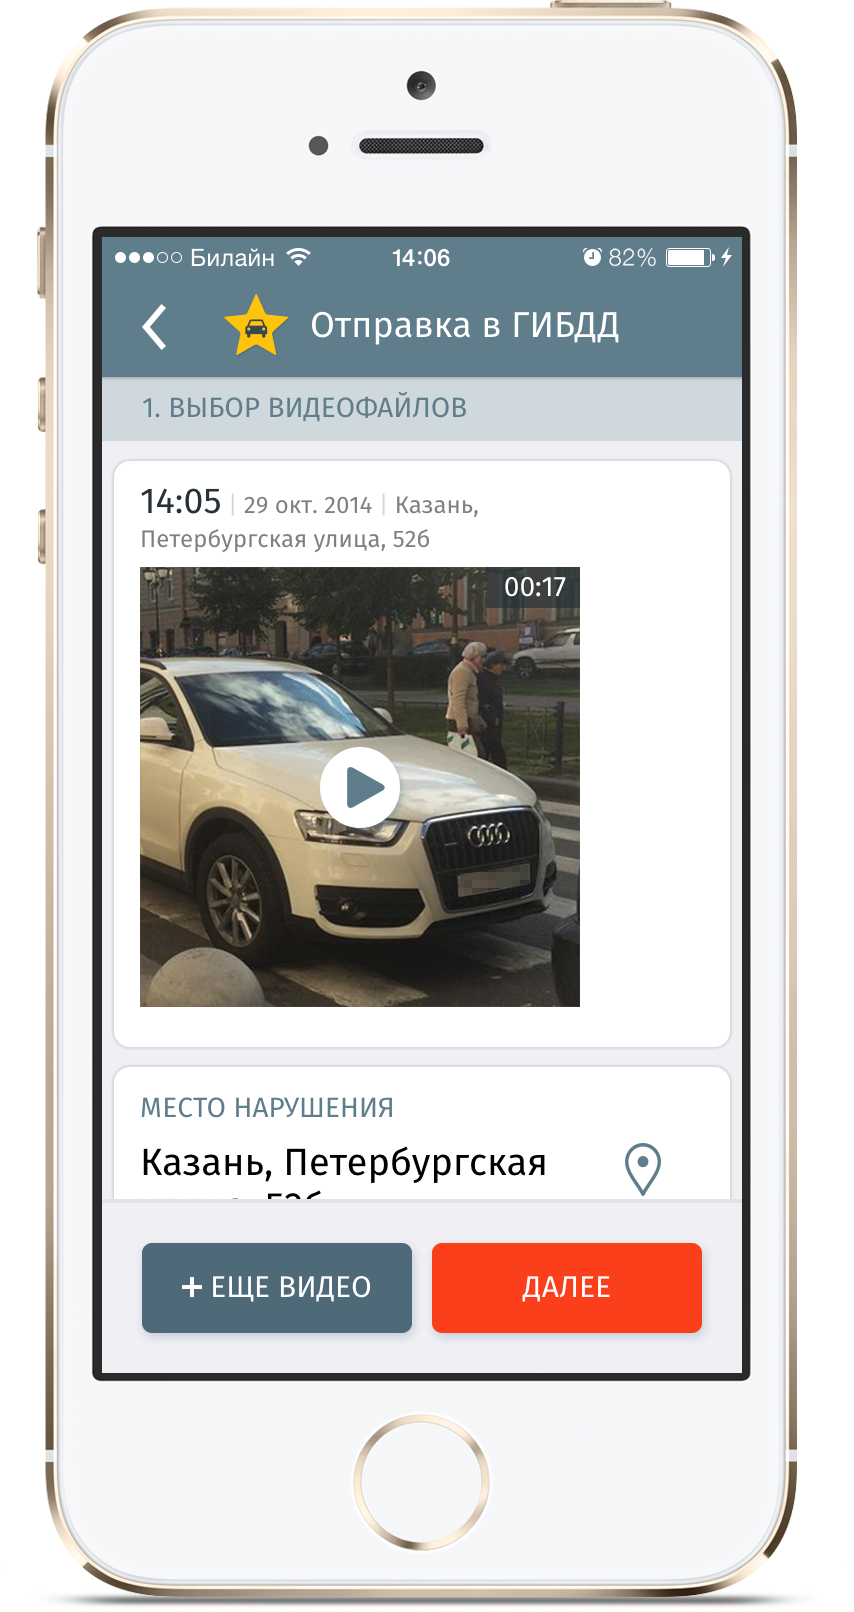 Билайн 14:06 82%
Отправка в ГИБДД
1. ВЫБОР ВИДЕОФАЙЛОВ
14:05 | 29 окт. 2014 | Казань,
Петербургская улица, 52б
00:17
МЕСТО НАРУШЕНИЯ
Казань, Петербургская
+ ЕЩЕ ВИДЕО
ДАЛЕЕ